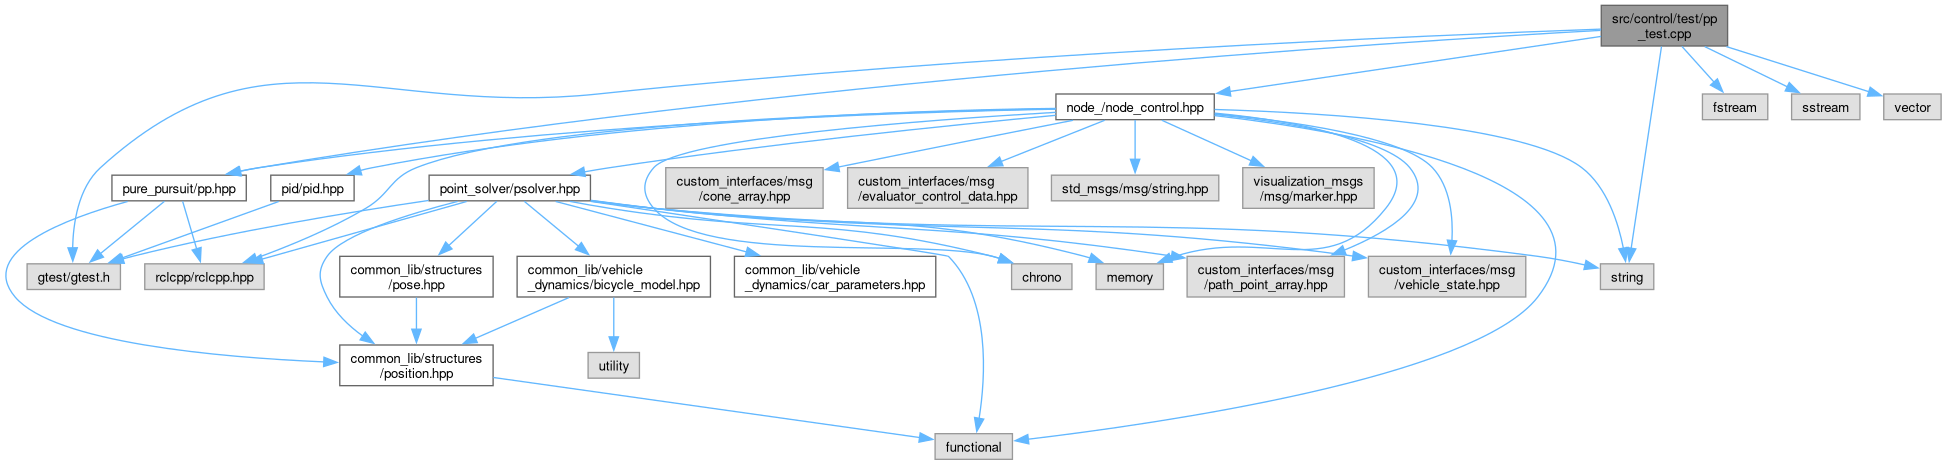 src/control/test/pp
_test.cpp
node_/node_control.hpp
fstream
sstream
vector
pure_pursuit/pp.hpp
pid/pid.hpp
point_solver/psolver.hpp
custom_interfaces/msg
/cone_array.hpp
custom_interfaces/msg
/evaluator_control_data.hpp
std_msgs/msg/string.hpp
visualization_msgs
/msg/marker.hpp
gtest/gtest.h
rclcpp/rclcpp.hpp
common_lib/structures
/pose.hpp
common_lib/vehicle
_dynamics/bicycle_model.hpp
common_lib/vehicle
_dynamics/car_parameters.hpp
chrono
memory
custom_interfaces/msg
/path_point_array.hpp
custom_interfaces/msg
/vehicle_state.hpp
string
common_lib/structures
/position.hpp
utility
functional